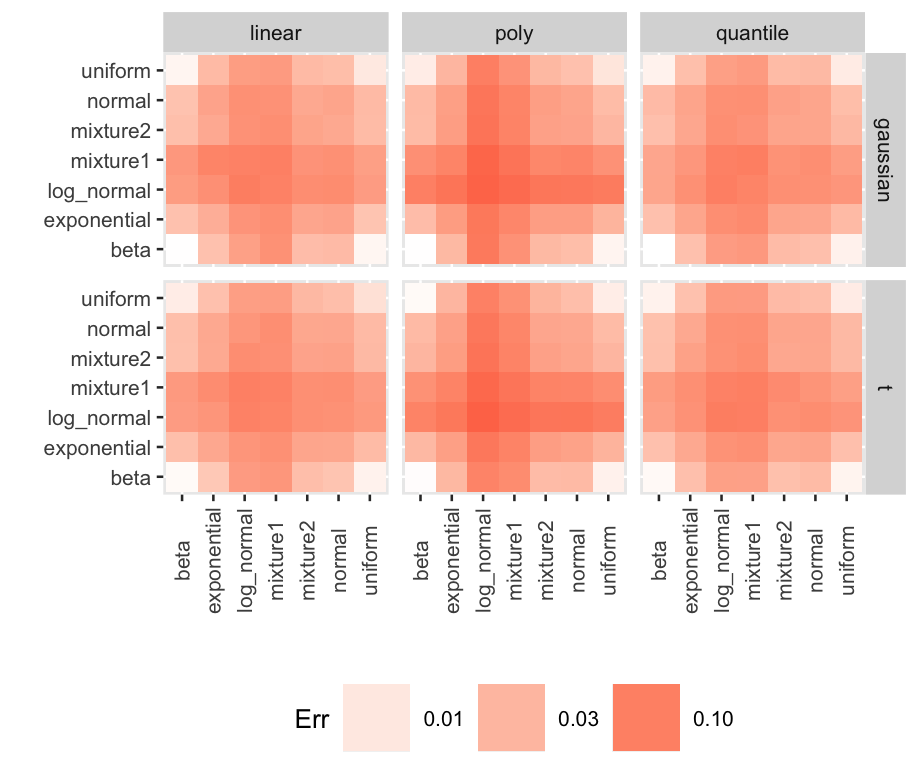 linear poly quantile
uniform
normal
mixture2
mixture1
log_normal
exponential
beta
gaussian
uniform
normal
mixture2
mixture1
log_normal
exponential
beta
t
beta exponential log_normal mixture1 mixture2 normal uniform beta exponential log_normal mixture1 mixture2 normal uniform beta exponential log_normal mixture1 mixture2 normal uniform
Err 0.01 0.03 0.10